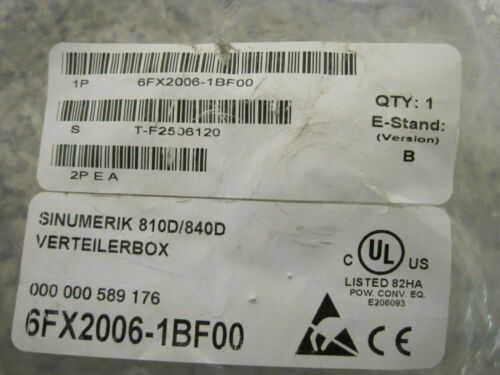 1P 6FX2006-1BF00
S T-F2506120
2P E A
QTY: 1
E-Stand:
(Version)
B
SINUMERIK 810D/840D
VERTEILERBOX
000 000 589 176
6FX2006-1BF00
C UL US
LISTED 82HA
POW. CONV. EQ.
E206093
CE